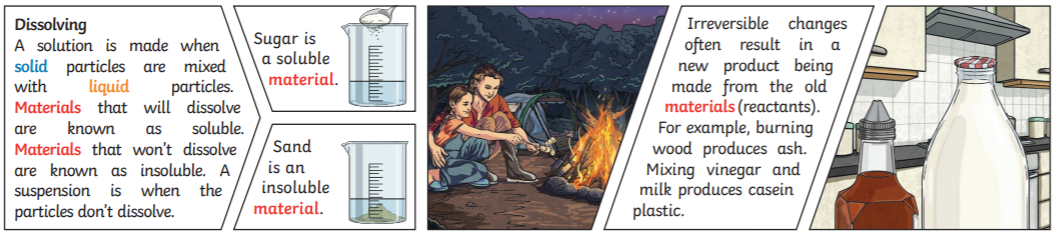 Dissolving
A solution is made when
solid particles are mixed
with liquid particles.
Materials that will dissolve
are known as soluble.
Materials that won't dissolve
are known as insoluble. A
suspension is when the
particles don't dissolve.
Sugar is
a soluble
material.
Sand
is an
insoluble
material.
Irreversible changes
often result in a
new product being
made from the old
materials (reactants).
For example, burning
wood produces ash.
Mixing vinegar and
milk produces casein
plastic.